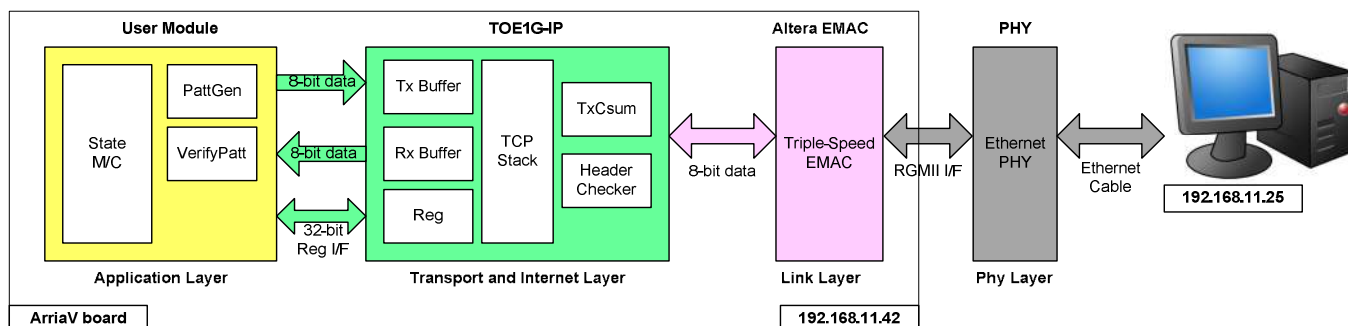 User Module
TOE1G-IP
Altera EMAC
PHY
State
M/C
PattGen
VerifyPatt
8-bit data
8-bit data
32-bit
Reg I/F
Tx Buffer
Rx Buffer
Reg
TCP
Stack
TxCsum
Header
Checker
8-bit data
Triple-Speed
EMAC
RGMII I/F
Ethernet
PHY
Ethernet
Cable
192.168.11.25
Application Layer
Transport and Internet Layer
Link Layer
Phy Layer
ArriaV board
192.168.11.42